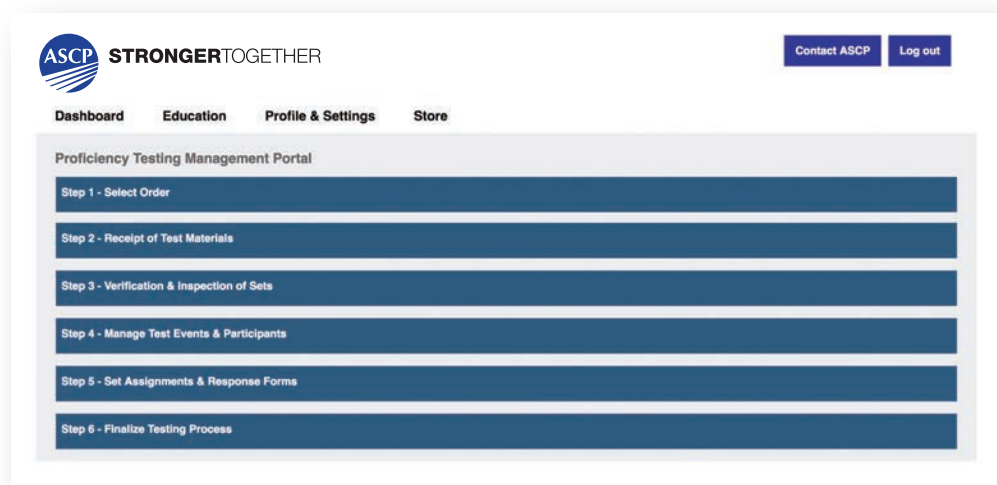 ASCP STRONGERTOGETHER
Contact ASCP Log out
Dashboard Education Profile & Settings Store
Proficiency Testing Management Portal
Step 1 - Select Order
Step 2 - Receipt of Test Materials
Step 3 - Verification & Inspection of Sets
Step 4 - Manage Test Events & Participants
Step 5 - Set Assignments & Response Forms
Step 6 - Finalize Testing Process